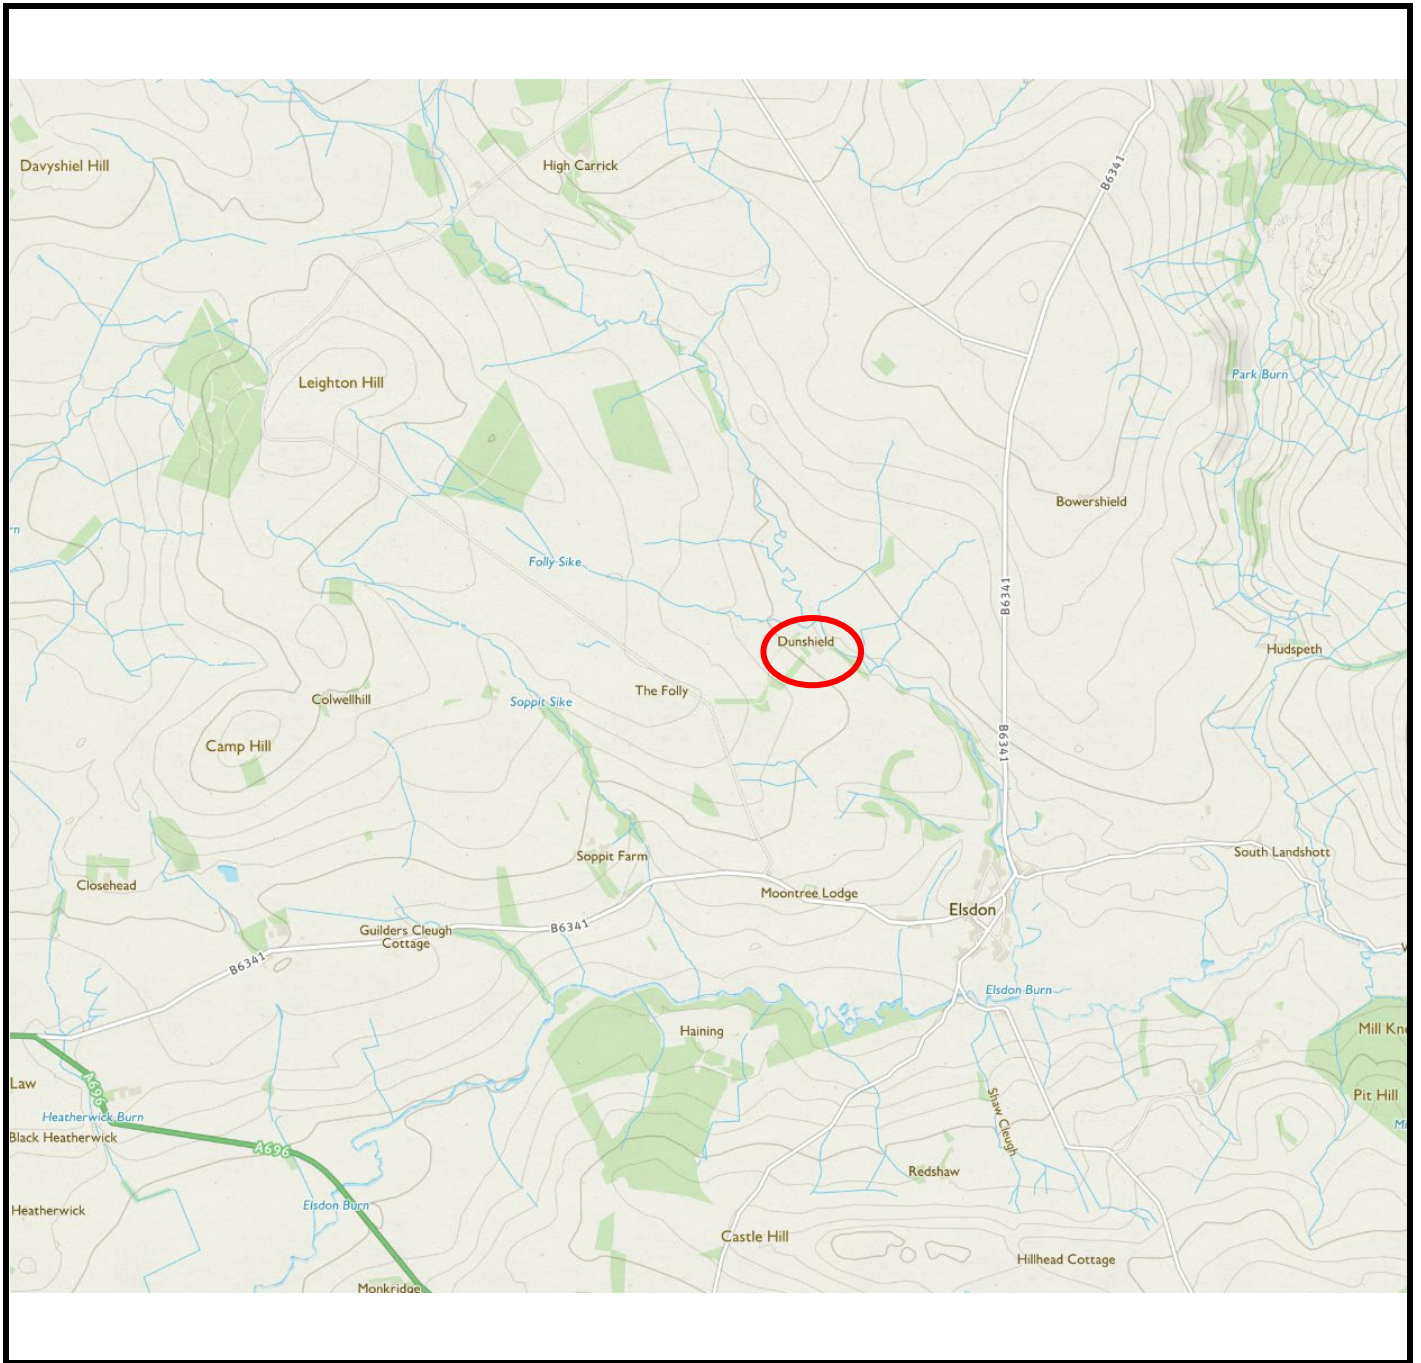 Davyshiel Hill
High Carrick
B6341
Leighton Hill
Park Burn
Bowershield
Folly Sike
B6341
Dunshield
Hudspeth
The Folly
Colwellhill
Soppit Sike
Camp Hill
B6341
Soppit Farm
South Landshott
Closehead
Moontree Lodge
Elsdon
Guilders Cleugh
Cottage
B6341
B6341
Elsdon Burn
Haining
Mill Kn
Law
A696
Pit Hill
Heatherwick Burn
Shaw Cleugh
Black Heatherwick
A696
Redshaw
Elsdon Burn
Heatherwick
Castle Hill
Hillhead Cottage
Monkridge